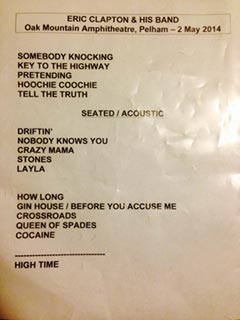 ERIC CLAPTON & HIS BAND
Oak Mountain Amphitheatre, Pelham – 2 May 2014
SOMEBODY KNOCKING
KEY TO THE HIGHWAY
PRETENDING
HOOCHIE COOCHIE
TELL THE TRUTH
SEATED / ACOUSTIC
DRIFTIN'
NOBODY KNOWS YOU
CRAZY MAMA
STONES
LAYLA
HOW LONG
GIN HOUSE / BEFORE YOU ACCUSE ME
CROSSROADS
QUEEN OF SPADES
COCAINE
------------------------------
HIGH TIME